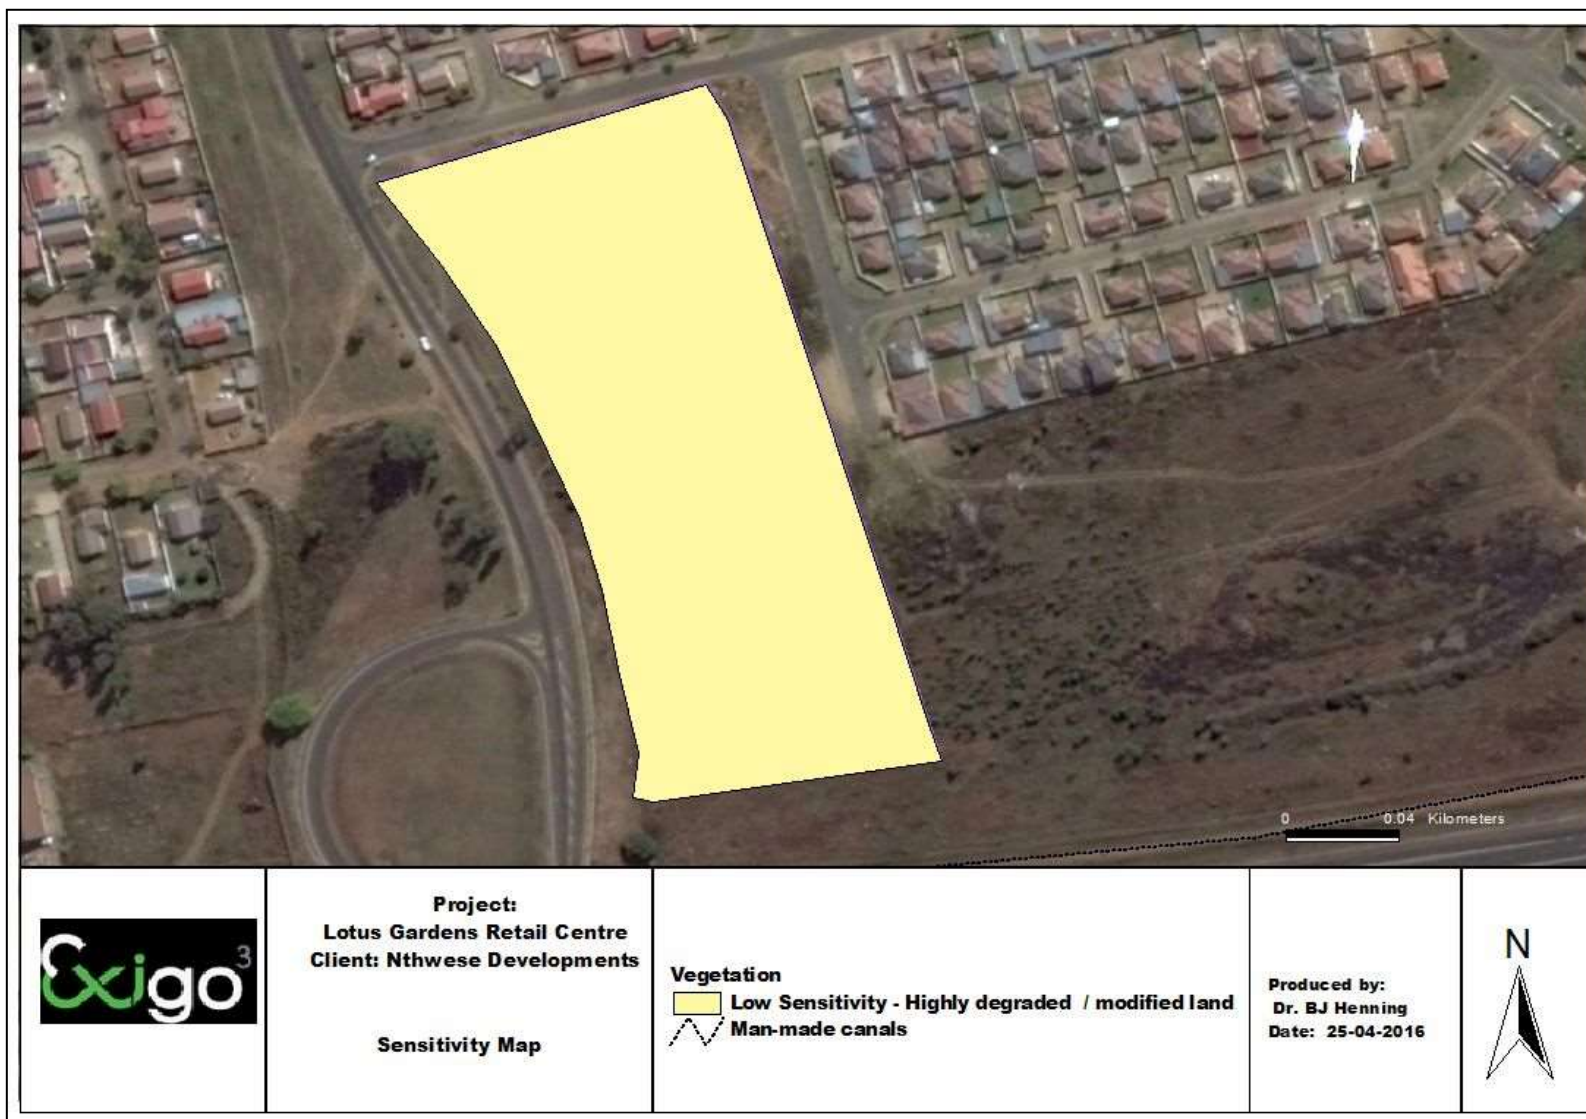 0 0.04 Kilometers
Exigo3
Project:
Lotus Gardens Retail Centre
Client: Nthwese Developments
Sensitivity Map
Vegetation
Low Sensitivity - Highly degraded / modified land
Man-made canals
Produced by:
Dr. BJ Henning
Date: 25-04-2016
N